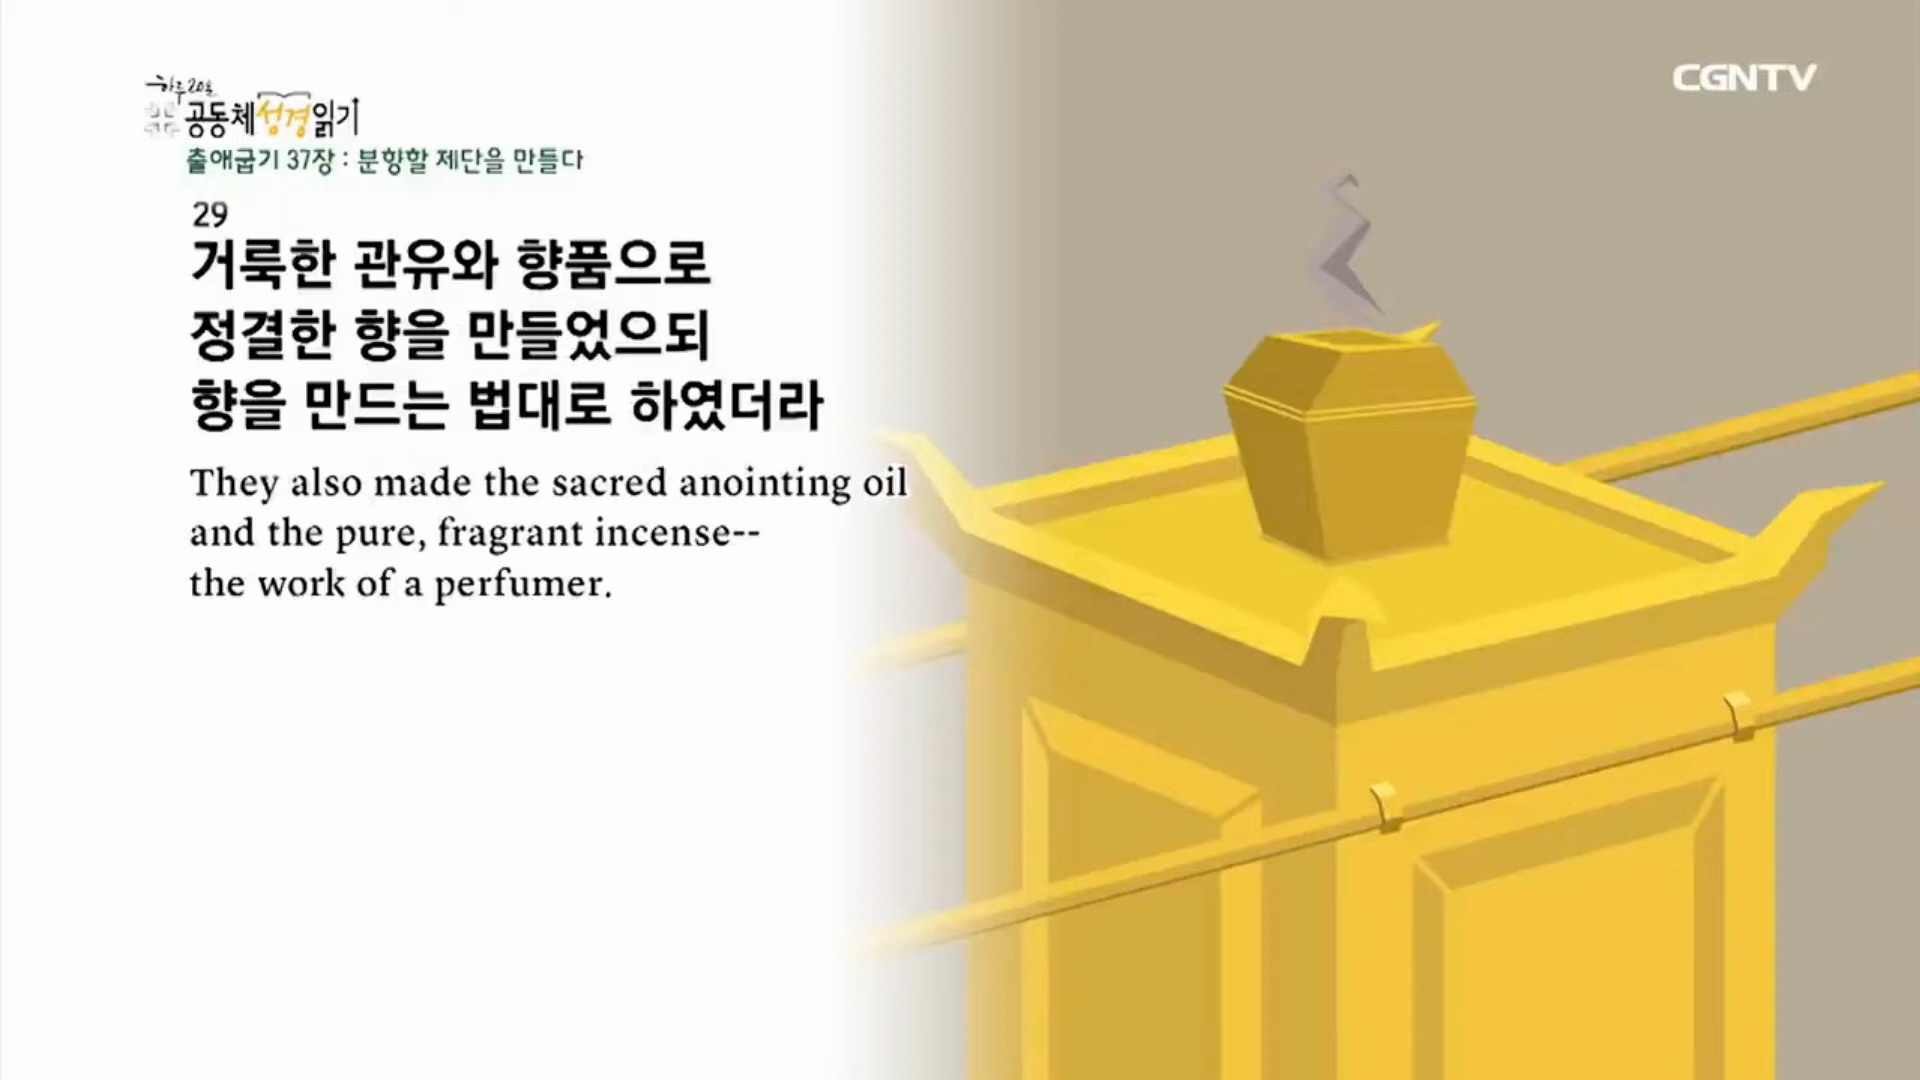 하루 20분
공동체성경읽기
CGNTV
출애굽기 37장 : 분향할 제단을 만들다
29
거룩한 관유와 향품으로
정결한 향을 만들었으되
향을 만드는 법대로 하였더라
They also made the sacred anointing oil
and the pure, fragrant incense--
the work of a perfumer.